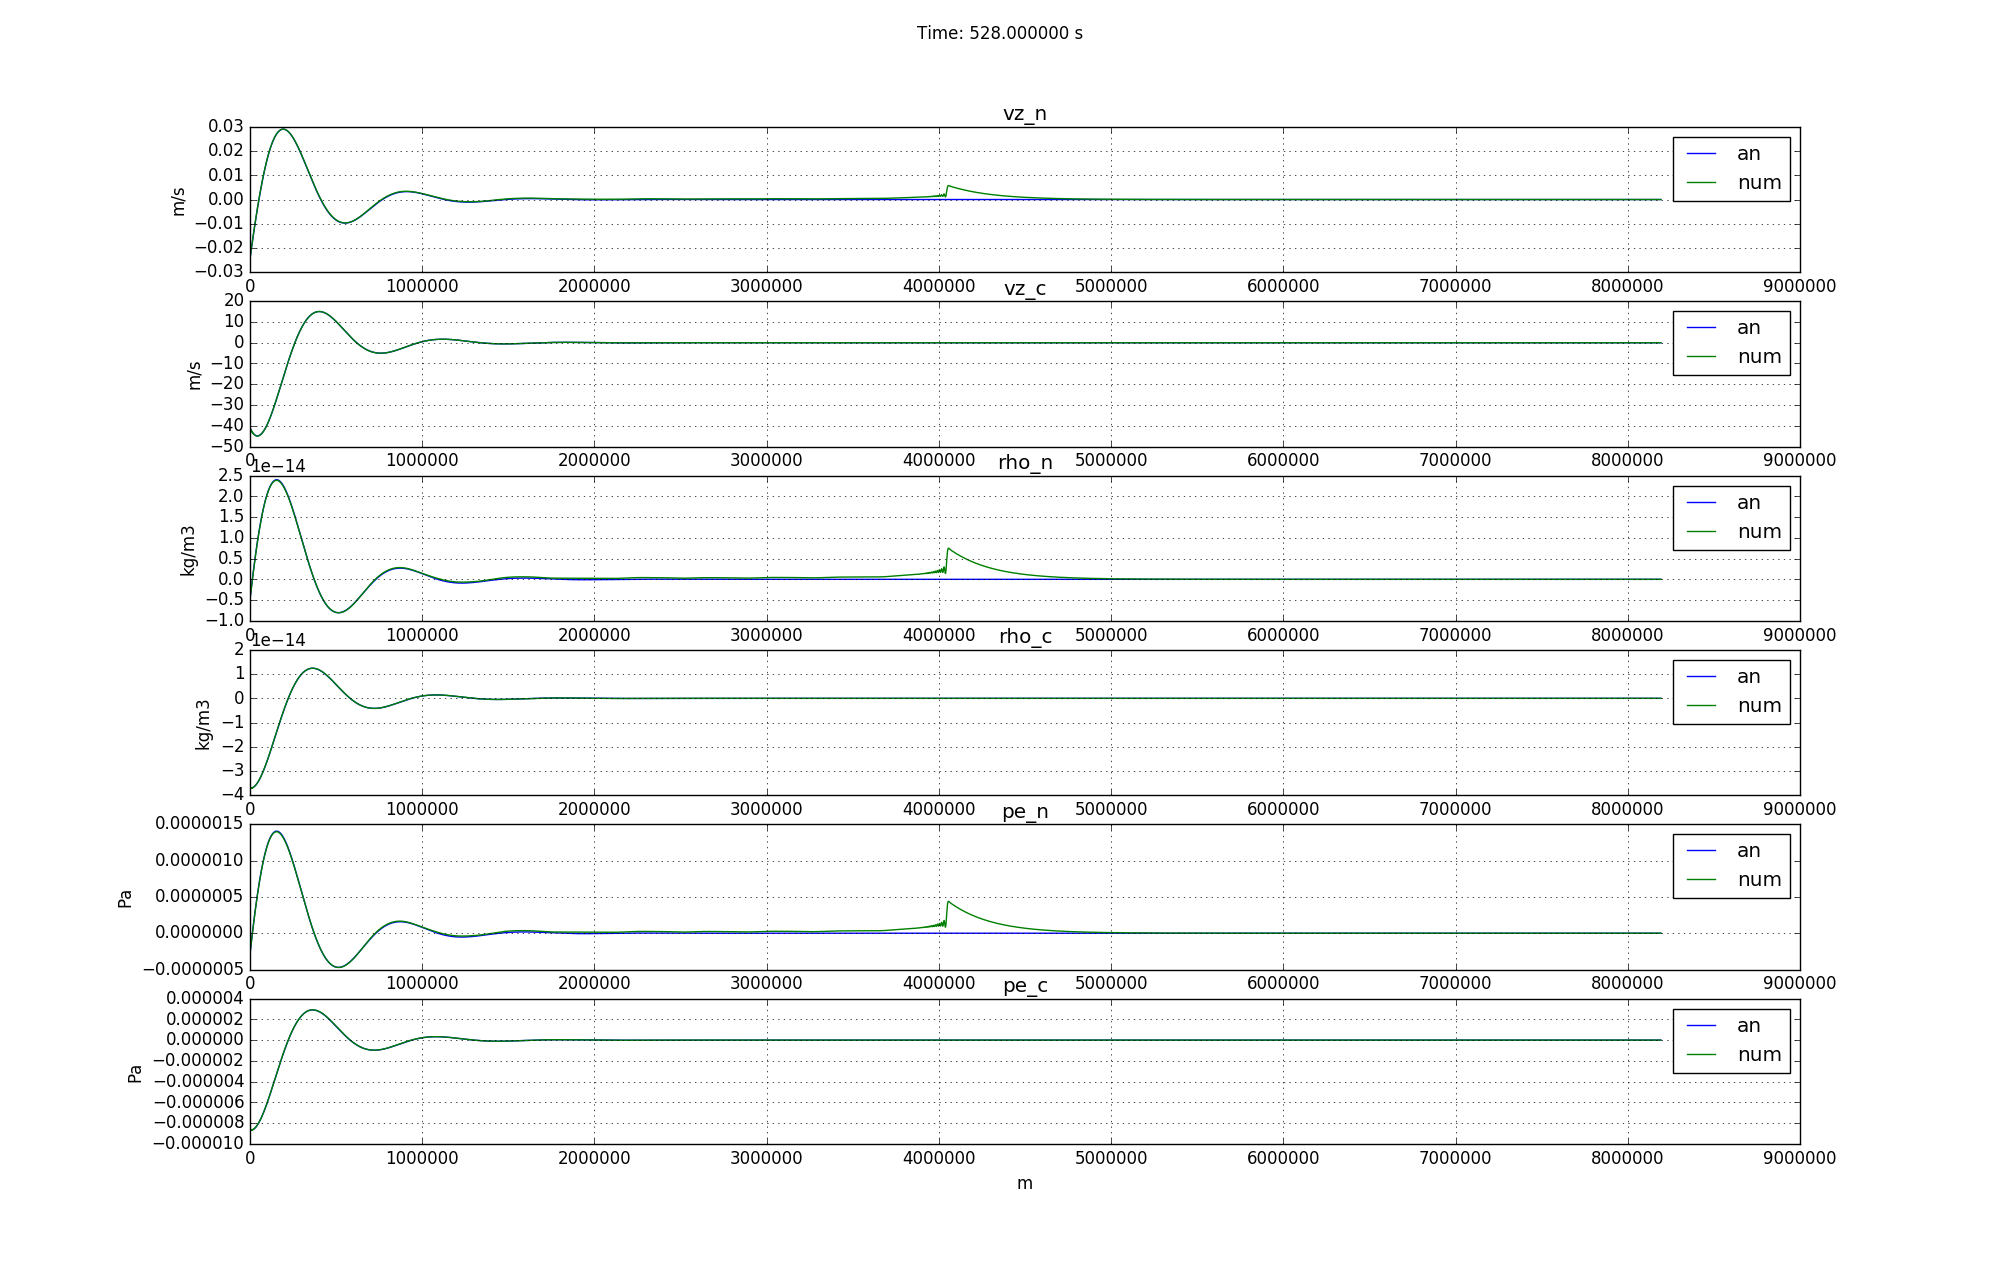 Time: 528.000000 s
vz_n
0.03
0.02
0.01
0.00
−0.01
−0.02
−0.03
m/s
an
num
0 1000000 2000000 3000000 4000000 5000000 6000000 7000000 8000000 9000000
vz_c
20
10
0
−10
−20
−30
−40
−50
m/s
an
num
0 1000000 2000000 3000000 4000000 5000000 6000000 7000000 8000000 9000000
1e−14
rho_n
2.5
2.0
1.5
1.0
0.5
0.0
−0.5
−1.0
kg/m3
an
num
0 1000000 2000000 3000000 4000000 5000000 6000000 7000000 8000000 9000000
1e−14
rho_c
2
1
0
−1
−2
−3
−4
kg/m3
an
num
0 1000000 2000000 3000000 4000000 5000000 6000000 7000000 8000000 9000000
pe_n
0.0000015
0.0000010
0.0000005
0.0000000
−0.0000005
Pa
an
num
0 1000000 2000000 3000000 4000000 5000000 6000000 7000000 8000000 9000000
pe_c
0.000004
0.000002
0.000000
−0.000002
−0.000004
−0.000006
−0.000008
−0.000010
Pa
an
num
0 1000000 2000000 3000000 4000000 5000000 6000000 7000000 8000000 9000000
m